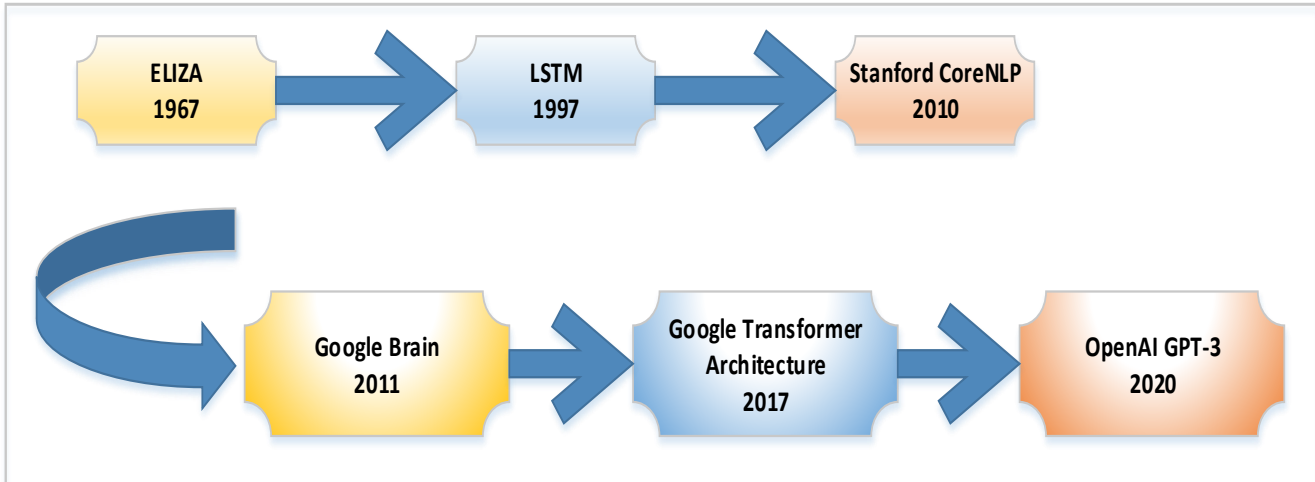 ELIZA
1967
LSTM
1997
Stanford CoreNLP
2010
Google Brain
2011
Google Transformer
Architecture
2017
OpenAI GPT-3
2020